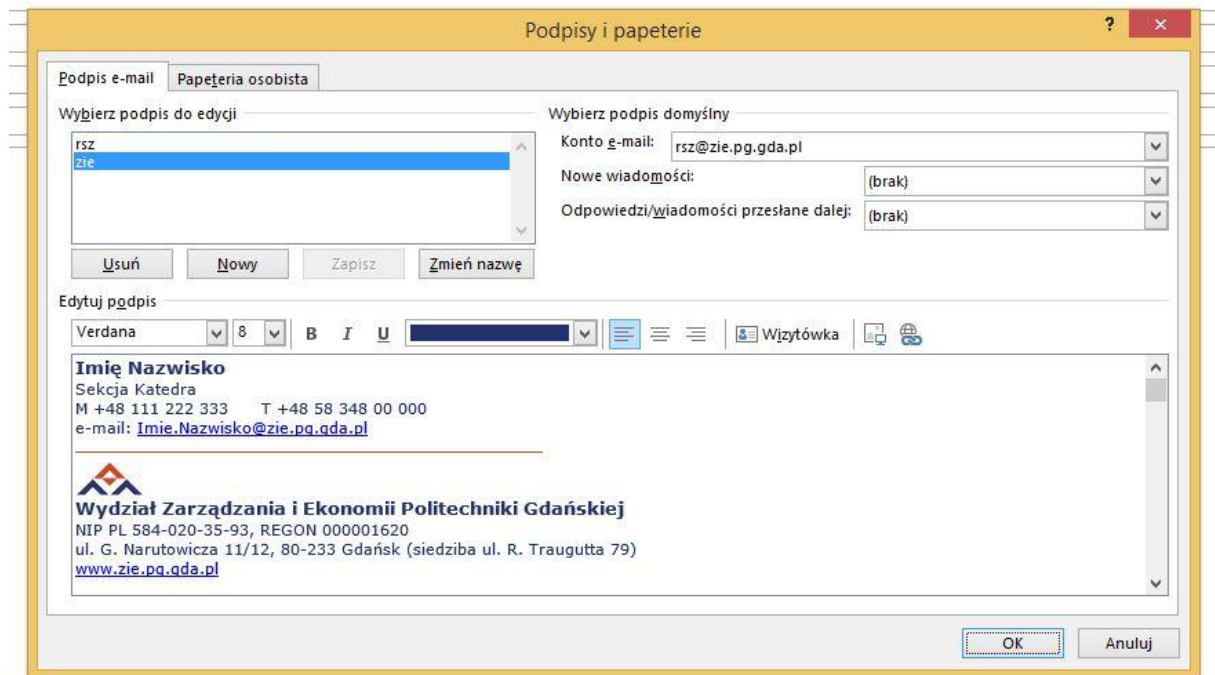 Podpisy i papeterie
? ×
Podpis e-mail Papeteria osobista
Wybierz podpis do edycji
rsz
zie
Usuń Nowy Zapisz Zmień nazwę
Wybierz podpis domyślny
Konto e-mail: rsz@zie.pg.gda.pl
Nowe wiadomości: (brak)
Odpowiedzi/wiadomości przesłane dalej: (brak)
Edytuj podpis
Verdana 8 B I U Wizytówka
Imię Nazwisko
Sekcja Katedra
M +48 111 222 333 T +48 58 348 00 000
e-mail: Imie.Nazwisko@zie.pg.gda.pl
Wydział Zarządzania i Ekonomii Politechniki Gdańskiej
NIP PL 584-020-35-93, REGON 000001620
ul. G. Narutowicza 11/12, 80-233 Gdańsk (siedziba ul. R. Traugutta 79)
www.zie.pg.gda.pl
OK Anuluj